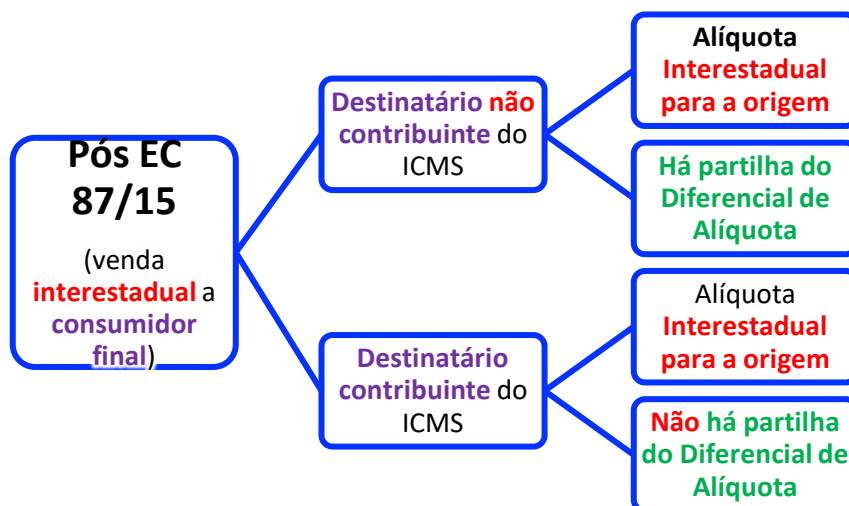 Pós EC
87/15
(venda
interestadual a
consumidor
final)
Destinatário não
contribuinte do
ICMS
Alíquota
Interestadual
para a origem
Há partilha do
Diferencial de
Alíquota
Destinatário
contribuinte do
ICMS
Alíquota
Interestadual
para a origem
Não há partilha
do Diferencial de
Alíquota